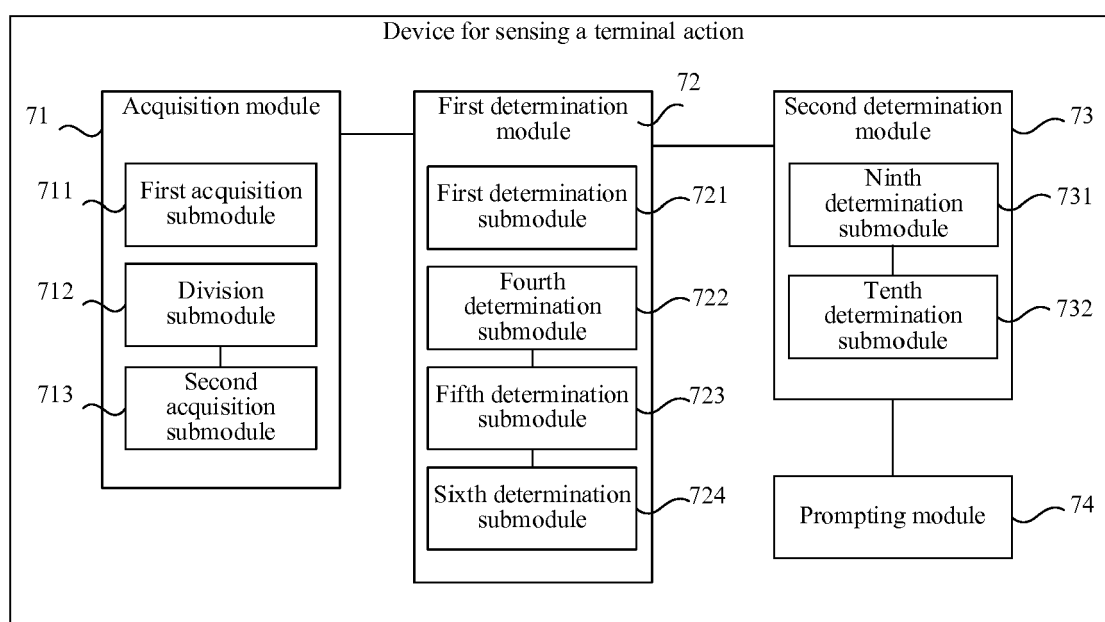 Device for sensing a terminal action
71
Acquisition module
711
First acquisition
submodule
712
Division
submodule
713
Second
acquisition
submodule
72
First determination
module
First determination
submodule
721
Fourth
determination
submodule
722
Fifth determination
submodule
723
Sixth determination
submodule
724
Second determination
module
73
Ninth
determination
submodule
731
Tenth
determination
submodule
732
Prompting module
74